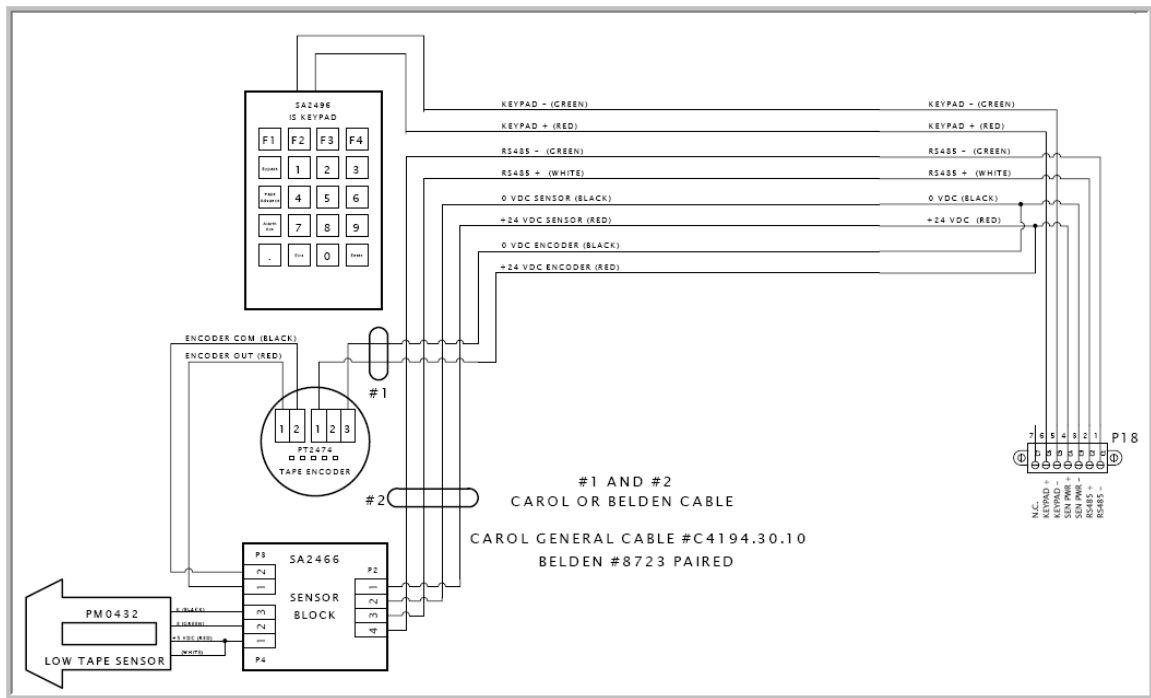 SA2496
IS KEYPAD
F1 F2 F3 F4
Bypass 1 2 3
Tape Advance 4 5 6
7 8 9
. 0
KEYPAD - (GREEN)
KEYPAD + (RED)
RS485 - (GREEN)
RS485 + (WHITE)
0 VDC SENSOR (BLACK)
+24 VDC SENSOR (RED)
0 VDC ENCODER (BLACK)
+24 VDC ENCODER (RED)
KEYPAD - (GREEN)
KEYPAD + (RED)
RS485 - (GREEN)
RS485 + (WHITE)
0 VDC (BLACK)
+24 VDC (RED)
ENCODER COM (BLACK)
ENCODER OUT (RED)
#1
1 2 1 2 3
PT2474
TAPE ENCODER
#2
#1 AND #2
CAROL OR BELDEN CABLE
CAROL GENERAL CABLE #C4194.30.10
BELDEN #8723 PAIRED
7 6 5 4 3 2 1
P18
N.C.
KEYPAD +
KEYPAD -
SEN PWR +
SEN PWR -
RS485 +
RS485 -
P3
SA2466
P2
2
1
SENSOR
BLOCK
1
2
3
4
3
2
1
P4
PM0432
LOW TAPE SENSOR
(BLACK)
(GREEN)
+5 VDC (RED)
(WHITE)